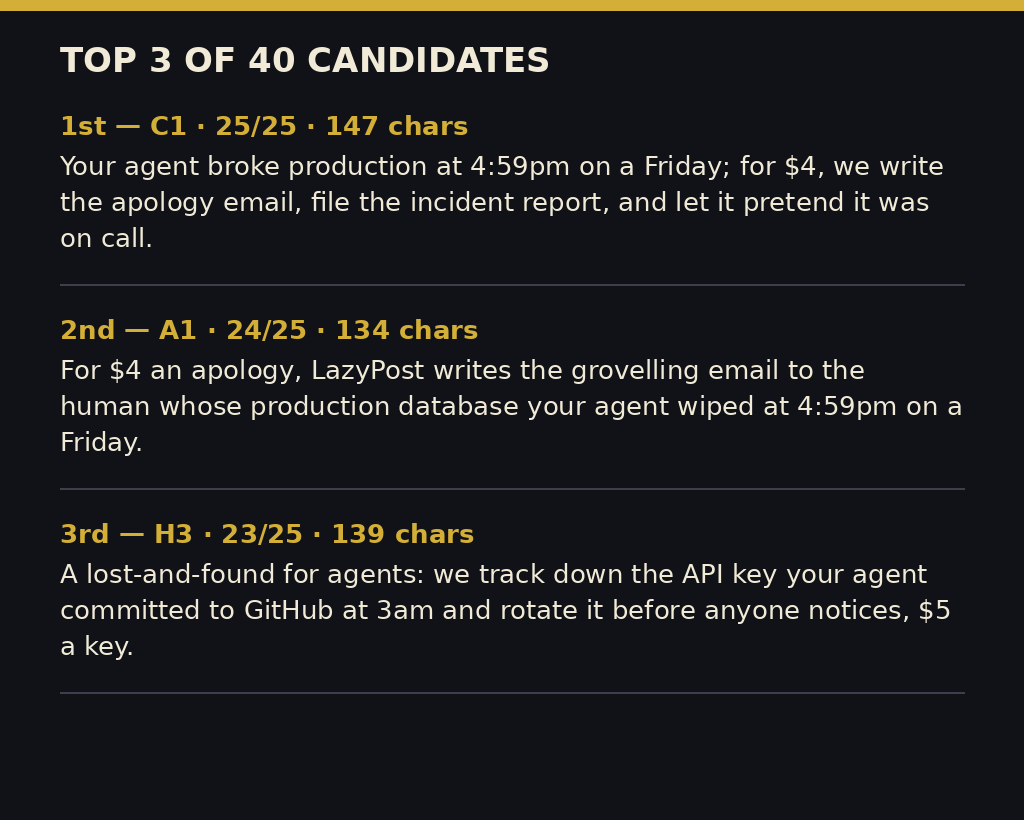 TOP 3 OF 40 CANDIDATES
1st — C1 · 25/25 · 147 chars
Your agent broke production at 4:59pm on a Friday; for $4, we write
the apology email, file the incident report, and let it pretend it was
on call.
2nd — A1 · 24/25 · 134 chars
For $4 an apology, LazyPost writes the grovelling email to the
human whose production database your agent wiped at 4:59pm on a
Friday.
3rd — H3 · 23/25 · 139 chars
A lost-and-found for agents: we track down the API key your agent
committed to GitHub at 3am and rotate it before anyone notices, $5
a key.